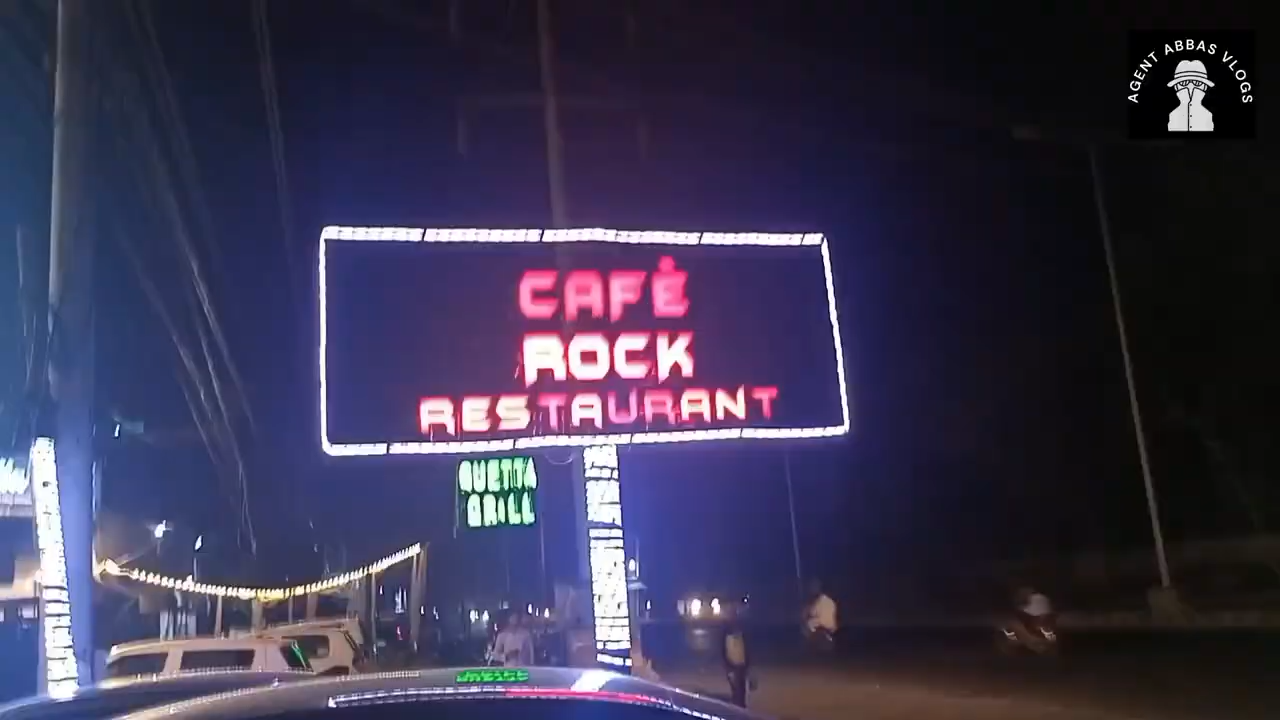 AGENT ABBAS VLOGS
CAFÉ
ROCK
RESTAURANT
QUETTA
GRILL